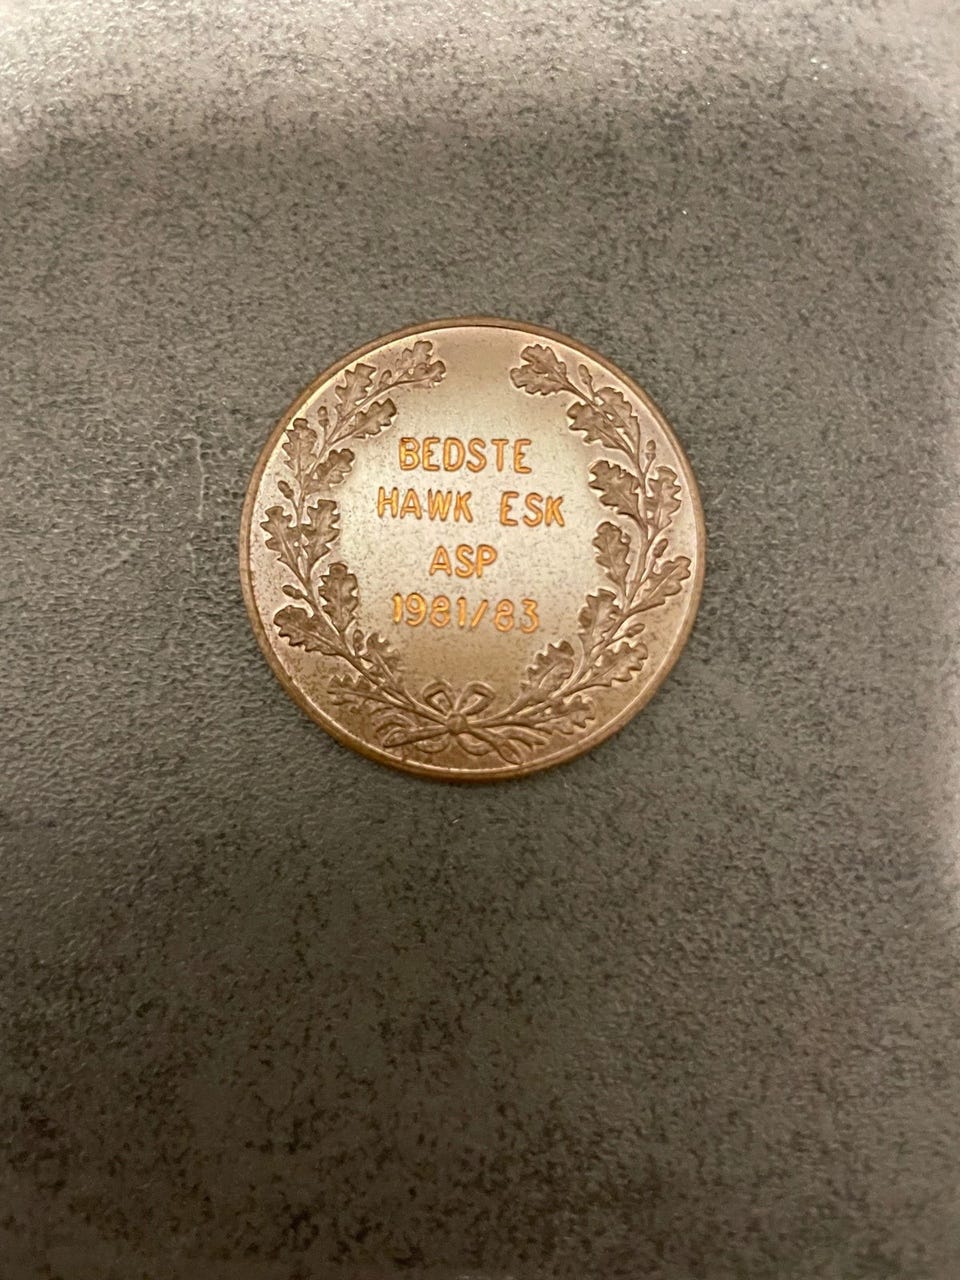 BEDSTE
HAWK ESK
ASP
1981/83